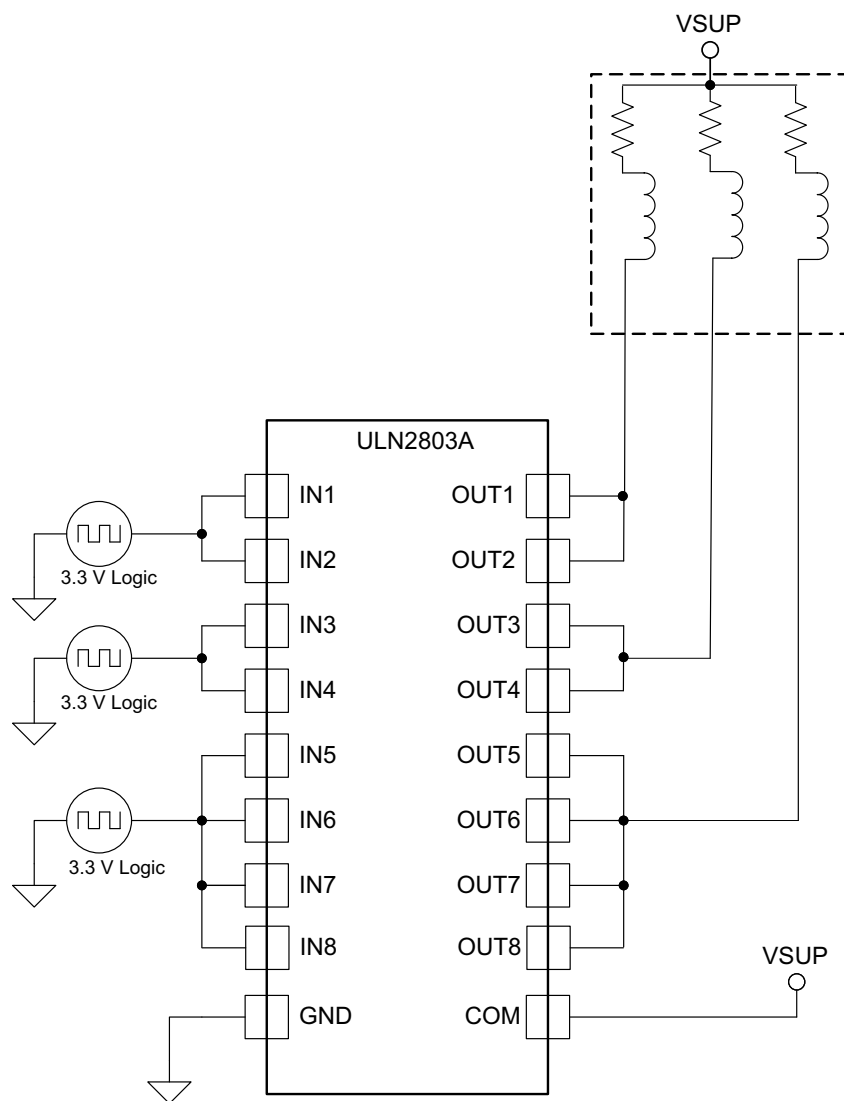 VSUP
ULN2803A
IN1
OUT1
3.3 V Logic
IN2
OUT2
IN3
OUT3
3.3 V Logic
IN4
OUT4
IN5
OUT5
IN6
OUT6
3.3 V Logic
IN7
OUT7
IN8
OUT8
VSUP
GND
COM